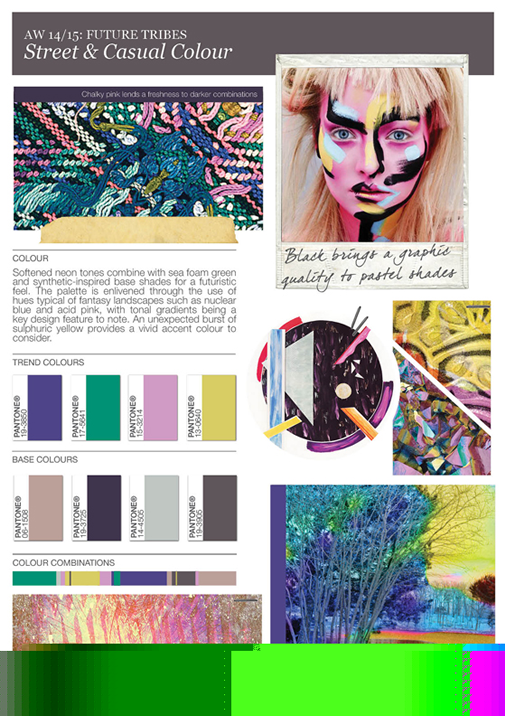 AW 14/15: FUTURE TRIBES
Street & Casual Colour
Chalky pink lends a freshness to darker combinations
Black brings a graphic
quality to pastel shades
COLOUR
Softened neon tones combine with sea foam green
and synthetic-inspired base shades for a futuristic
feel. The palette is enlivened through the use of
hues typical of fantasy landscapes such as nuclear
blue and acid pink, with tonal gradients being a
key design feature to note. An unexpected burst of
sulphuric yellow provides a vivid accent colour to
consider.
TREND COLOURS
PANTONE®
19-3850
PANTONE®
17-5641
PANTONE®
15-3214
PANTONE®
13-0640
BASE COLOURS
PANTONE®
06-1508
PANTONE®
19-3725
PANTONE®
14-4505
PANTONE®
19-3905
COLOUR COMBINATIONS